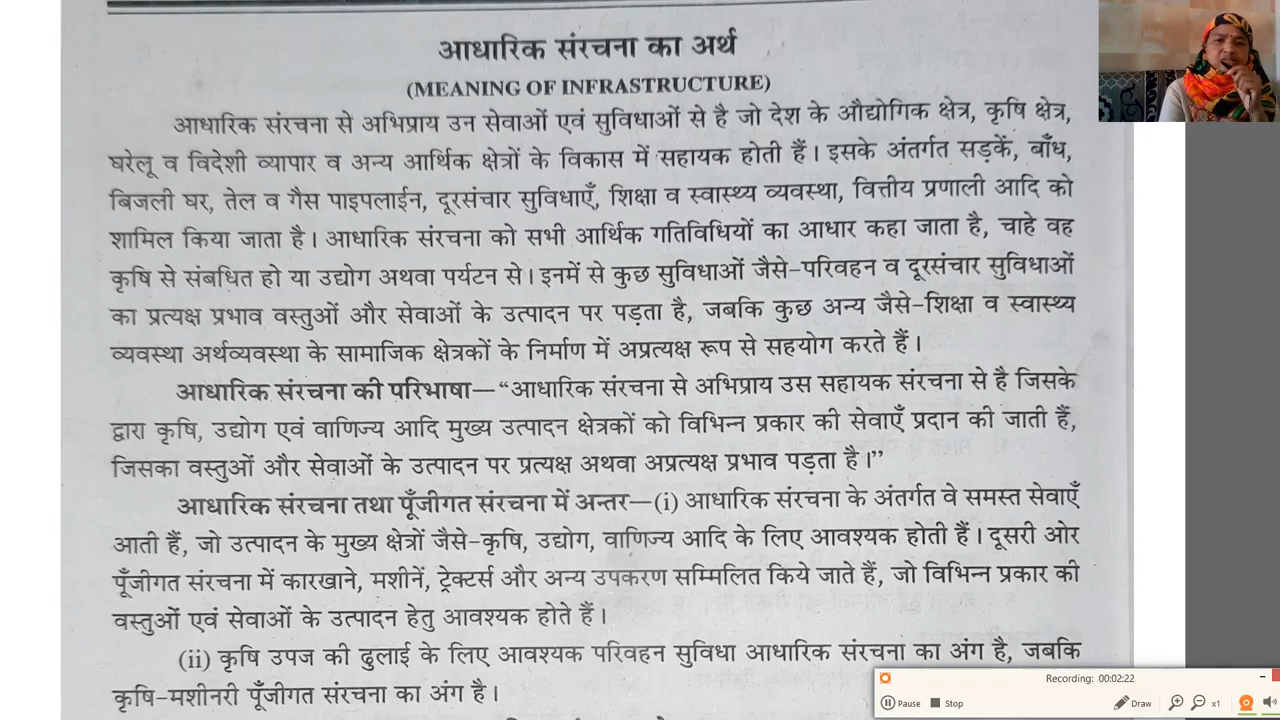 आधारिक संरचना का अर्थ
(MEANING OF INFRASTRUCTURE)
आधारिक संरचना से अभिप्राय उन सेवाओं एवं सुविधाओं से है जो देश के औद्योगिक क्षेत्र, कृषि क्षेत्र,
घरेलू व विदेशी व्यापार व अन्य आर्थिक क्षेत्रों के विकास में सहायक होती हैं। इसके अंतर्गत सड़कें, बाँध,
बिजली घर, तेल व गैस पाइपलाईन, दूरसंचार सुविधाएँ, शिक्षा व स्वास्थ्य व्यवस्था, वित्तीय प्रणाली आदि को
शामिल किया जाता है। आधारिक संरचना को सभी आर्थिक गतिविधियों का आधार कहा जाता है, चाहे वह
कृषि से संबधित हो या उद्योग अथवा पर्यटन से। इनमें से कुछ सुविधाओं जैसे-परिवहन व दूरसंचार सुविधाओं
का प्रत्यक्ष प्रभाव वस्तुओं और सेवाओं के उत्पादन पर पड़ता है, जबकि कुछ अन्य जैसे-शिक्षा व स्वास्थ्य
व्यवस्था अर्थव्यवस्था के सामाजिक क्षेत्रकों के निर्माण में अप्रत्यक्ष रूप से सहयोग करते हैं।
आधारिक संरचना की परिभाषा—“आधारिक संरचना से अभिप्राय उस सहायक संरचना से है जिसके
द्वारा कृषि, उद्योग एवं वाणिज्य आदि मुख्य उत्पादन क्षेत्रकों को विभिन्न प्रकार की सेवाएँ प्रदान की जाती हैं,
जिसका वस्तुओं और सेवाओं के उत्पादन पर प्रत्यक्ष अथवा अप्रत्यक्ष प्रभाव पड़ता है।”
आधारिक संरचना तथा पूँजीगत संरचना में अन्तर—(i) आधारिक संरचना के अंतर्गत वे समस्त सेवाएँ
आती हैं, जो उत्पादन के मुख्य क्षेत्रों जैसे-कृषि, उद्योग, वाणिज्य आदि के लिए आवश्यक होती हैं। दूसरी ओर
पूँजीगत संरचना में कारखाने, मशीनें, ट्रेक्टर्स और अन्य उपकरण सम्मिलित किये जाते हैं, जो विभिन्न प्रकार की
वस्तुओं एवं सेवाओं के उत्पादन हेतु आवश्यक होते हैं।
(ii) कृषि उपज की ढुलाई के लिए आवश्यक परिवहन सुविधा आधारिक संरचना का अंग है, जबकि
कृषि-मशीनरी पूँजीगत संरचना का अंग है।
Recording: 00:02:22
Pause Stop Draw x1